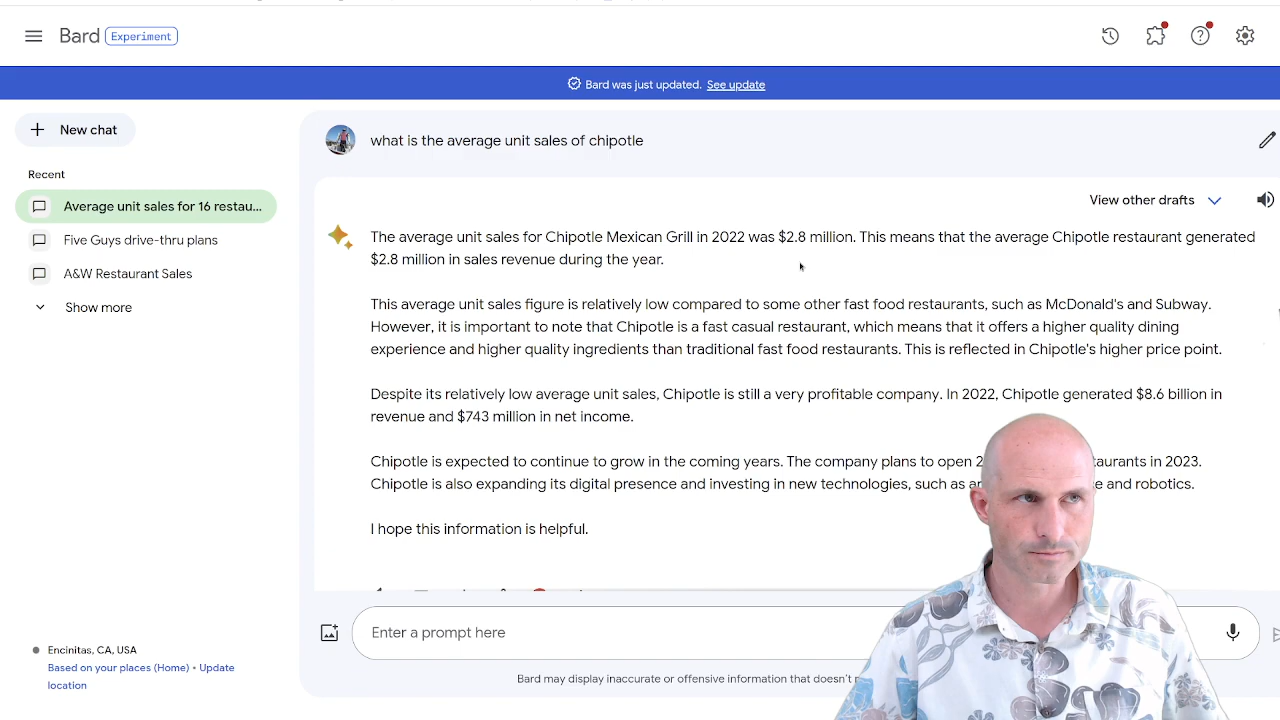 Bard Experiment
Bard was just updated. See update
New chat
Recent
Average unit sales for 16 restau...
Five Guys drive-thru plans
A&W Restaurant Sales
Show more
Encinitas, CA, USA
Based on your places (Home) • Update
location
what is the average unit sales of chipotle
View other drafts
The average unit sales for Chipotle Mexican Grill in 2022 was $2.8 million. This means that the average Chipotle restaurant generated
$2.8 million in sales revenue during the year.
This average unit sales figure is relatively low compared to some other fast food restaurants, such as McDonald's and Subway.
However, it is important to note that Chipotle is a fast casual restaurant, which means that it offers a higher quality dining
experience and higher quality ingredients than traditional fast food restaurants. This is reflected in Chipotle's higher price point.
Despite its relatively low average unit sales, Chipotle is still a very profitable company. In 2022, Chipotle generated $8.6 billion in
revenue and $743 million in net income.
Chipotle is expected to continue to grow in the coming years. The company plans to open in 2023.
Chipotle is also expanding its digital presence and investing in new technologies, such as and robotics.
I hope this information is helpful.
Enter a prompt here
Bard may display inaccurate or offensive information that